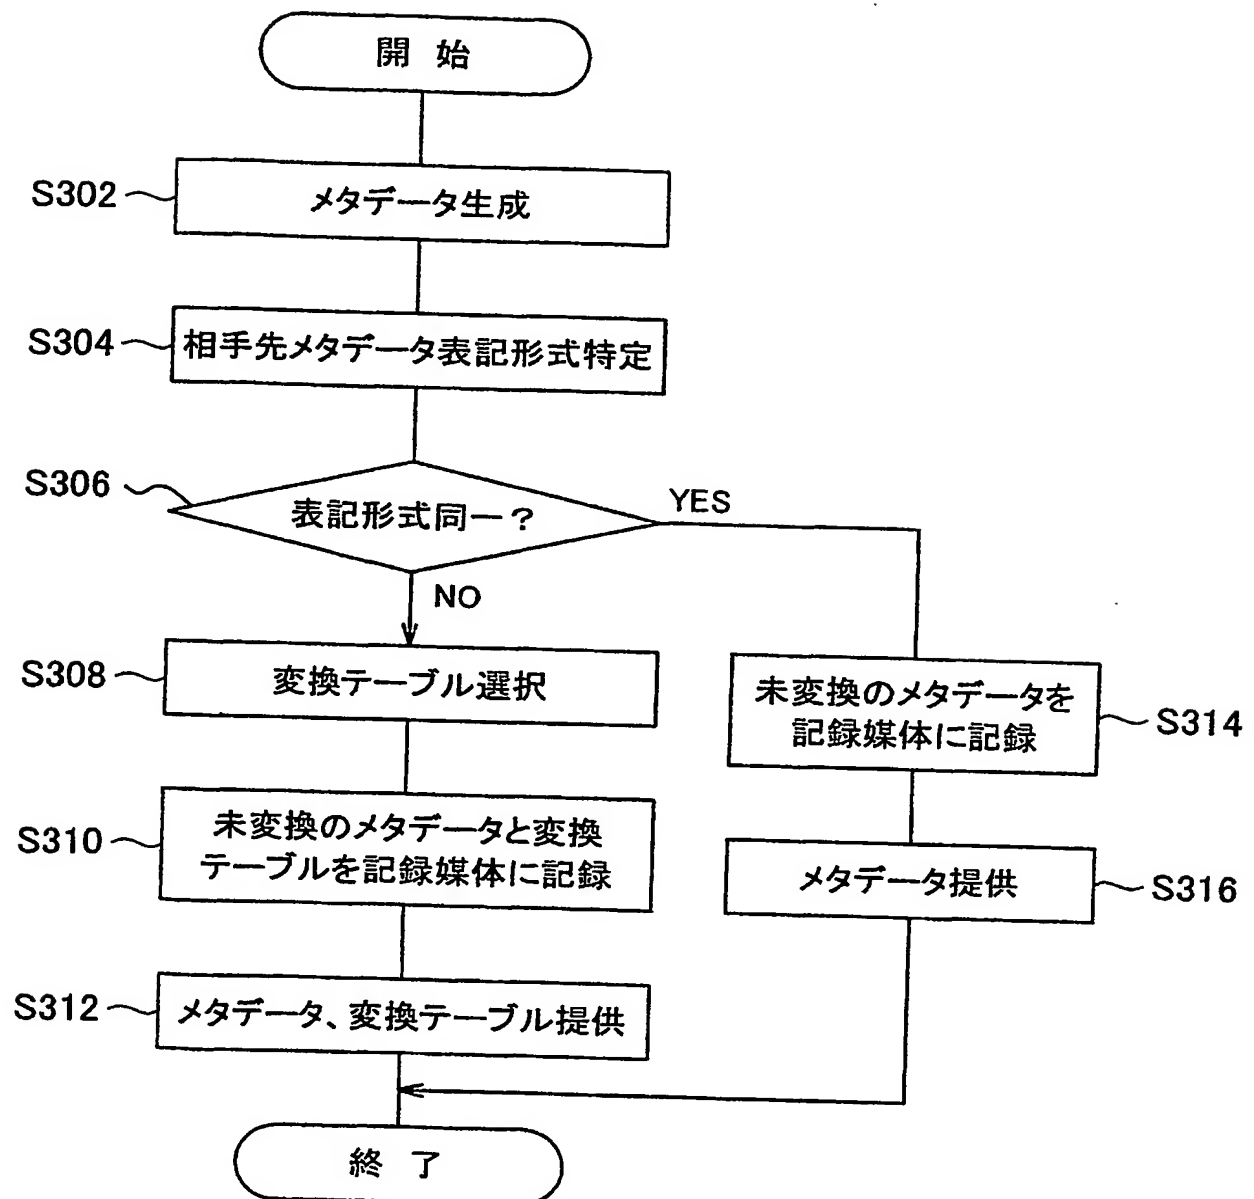 開 始
S302
メタデータ生成
S304
相手先メタデータ表記形式特定
S306
表記形式同一？
YES
NO
S308
変換テーブル選択
S310
未変換のメタデータと変換
テーブルを記録媒体に記録
S312
メタデータ、変換テーブル提供
未変換のメタデータを
記録媒体に記録
S314
メタデータ提供
S316
終 了